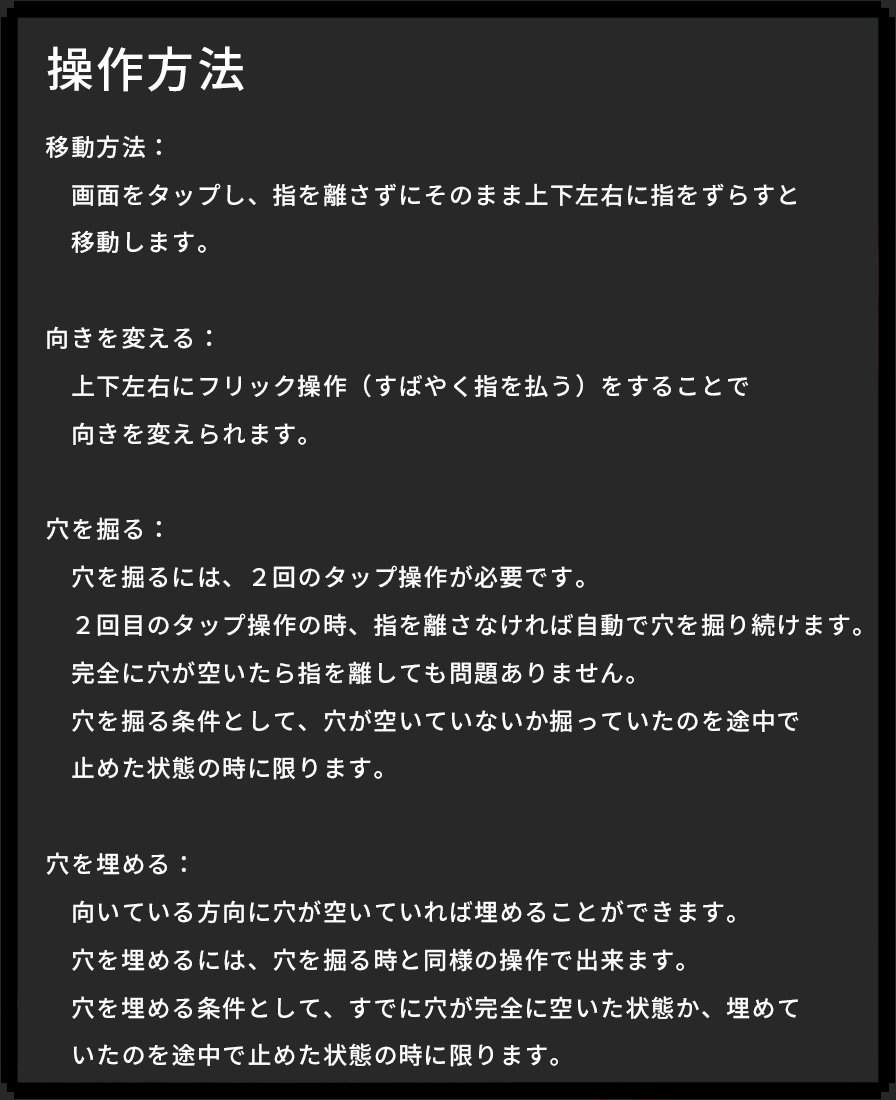 操作方法
移動方法：
画面をタップし、指を離さずにそのまま上下左右に指をずらすと
移動します。
向きを変える：
上下左右にフリック操作（すばやく指を払う）をすることで
向きを変えられます。
穴を掘る：
穴を掘るには、２回のタップ操作が必要です。
２回目のタップ操作の時、指を離さなければ自動で穴を掘り続けます。
完全に穴が空いたら指を離しても問題ありません。
穴を掘る条件として、穴が空いていないか掘っていたのを途中で
止めた状態の時に限ります。
穴を埋める：
向いている方向に穴が空いていれば埋めることができます。
穴を埋めるには、穴を掘る時と同様の操作で出来ます。
穴を埋める条件として、すでに穴が完全に空いた状態か、埋めて
いたのを途中で止めた状態の時に限ります。